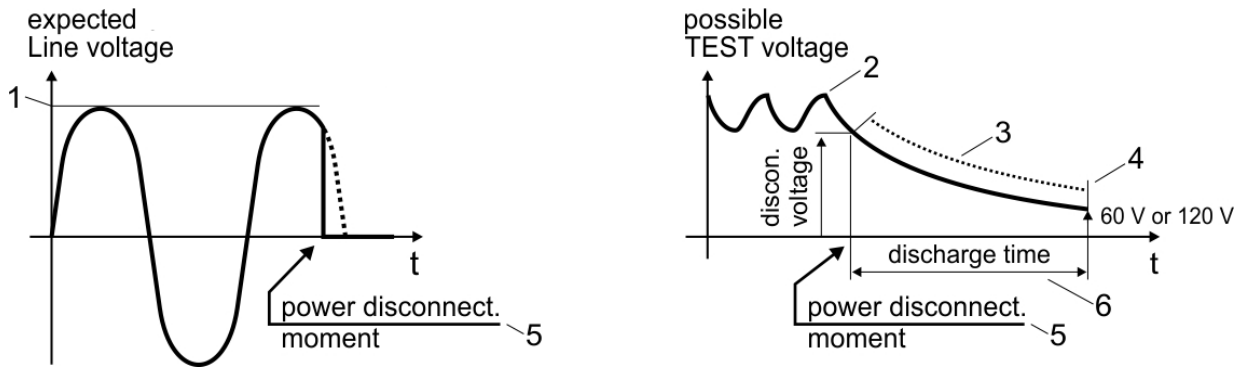 expected
Line voltage
1
t
power disconnect.
moment
5
possible
TEST voltage
2
3
4
discon.
voltage
60 V or 120 V
discharge time
t
6
power disconnect.
moment
5